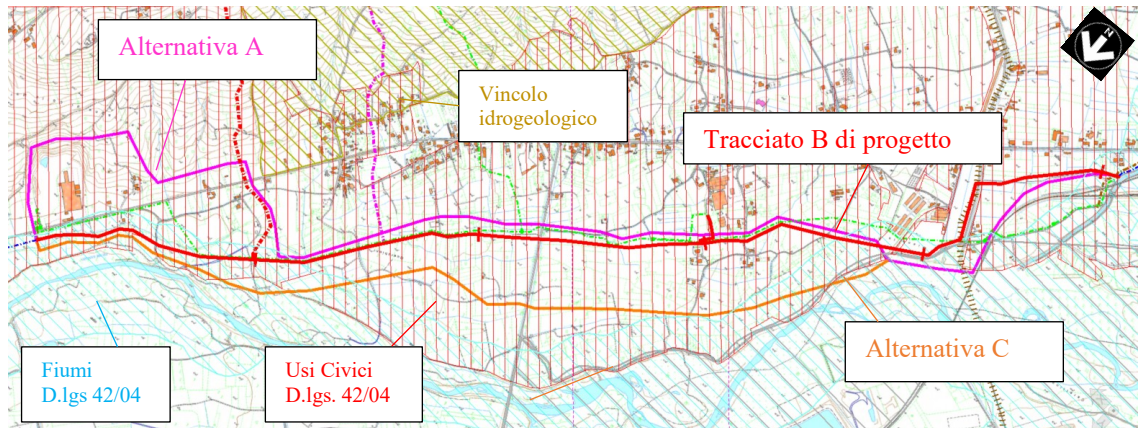 Alternativa A
Vincolo
idrogeologico
Tracciato B di progetto
Fiumi
D.lgs 42/04
Usi Civici
D.lgs. 42/04
Alternativa C
N